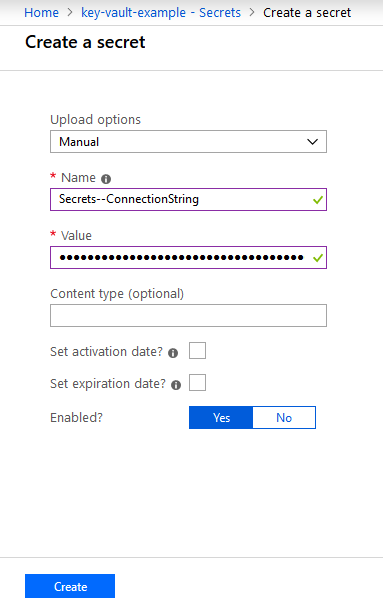 Home > key-vault-example - Secrets > Create a secret
Create a secret
Upload options
Manual
* Name
Secrets--ConnectionString
* Value
••••••••••••••••••••••••••••••••••••
Content type (optional)
Set activation date?
Set expiration date?
Enabled? Yes No
Create